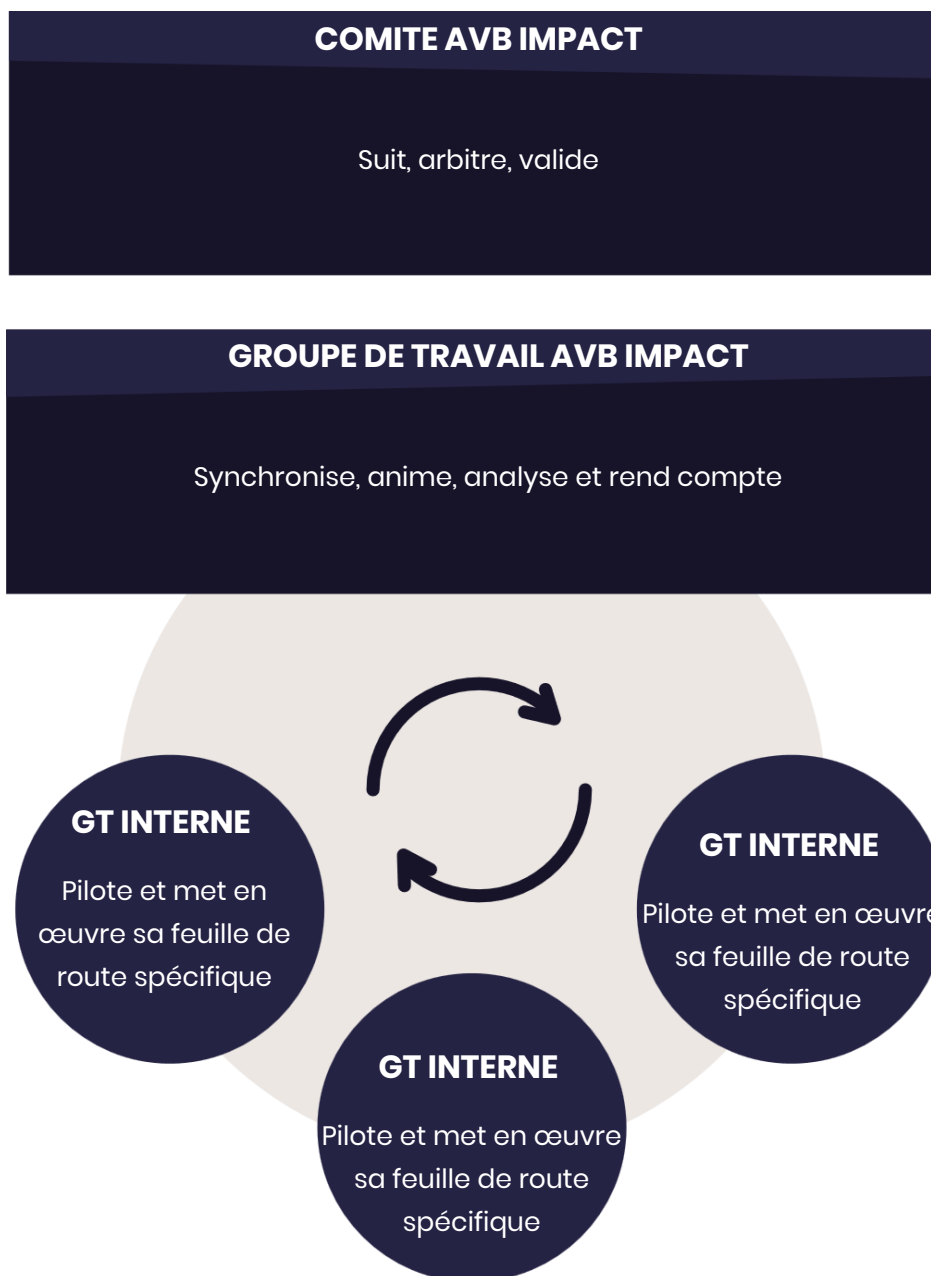 COMITE AVB IMPACT
Suit, arbitre, valide
GROUPE DE TRAVAIL AVB IMPACT
Synchronise, anime, analyse et rend compte
GT INTERNE
Pilote et met en
œuvre sa feuille de
route spécifique
GT INTERNE
Pilote et met en œuvre
sa feuille de route
spécifique
GT INTERNE
Pilote et met en œuvre
sa feuille de route
spécifique